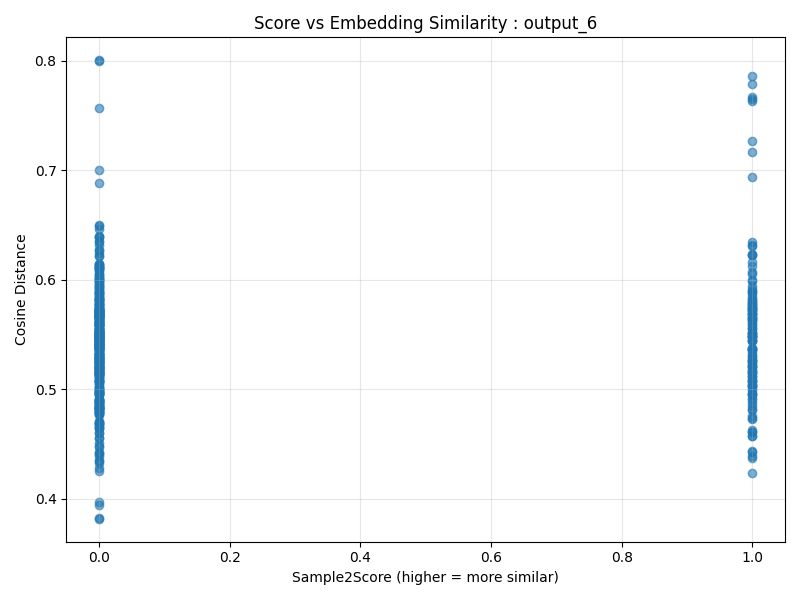 Score vs Embedding Similarity : output_6
Cosine Distance
0.8
0.7
0.6
0.5
0.4
0.0 0.2 0.4 0.6 0.8 1.0
Sample2Score (higher = more similar)